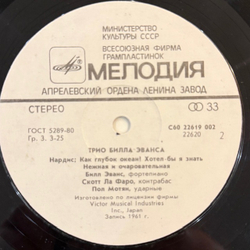 МИНИСТЕРСТВО
КУЛЬТУРЫ СССР
ВСЕСОЮЗНАЯ ФИРМА
ГРАМПЛАСТИНОК
МЕЛОДИЯ
АПРЕЛЕВСКИЙ ОРДЕНА ЛЕНИНА ЗАВОД
СТЕРЕО 33
ГОСТ 5289-80 С60 22619 002
Гр. 3. 3-25 22620 2
ТРИО БИЛЛА ЭВАНСА
Нардис; Как глубок океан! Хотел-бы я знать
Нежная и очаровательная
Билл Эванс, фортепиано
Скотт Ла Фаро, контрабас
Пол Мотян, ударные
Изготовлено по лицензии фирмы
Victor Musical Industries
Inc., Japan
Запись 1961 г.